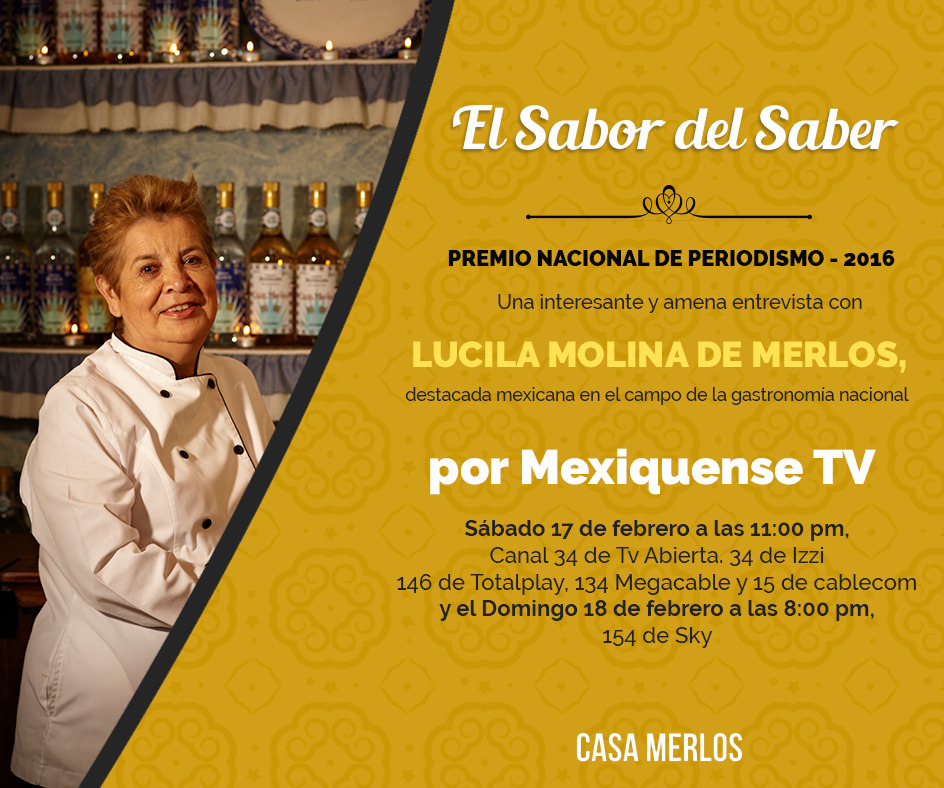 El Sabor del Saber
PREMIO NACIONAL DE PERIODISMO - 2016
Una interesante y amena entrevista con
LUCILA MOLINA DE MERLOS,
destacada mexicana en el campo de la gastronomía nacional
por Mexiquense TV
Sábado 17 de febrero a las 11:00 pm,
Canal 34 de Tv Abierta. 34 de Izzi
146 de Totalplay, 134 Megacable y 15 de cablecom
y el Domingo 18 de febrero a las 8:00 pm,
154 de Sky
CASA MERLOS